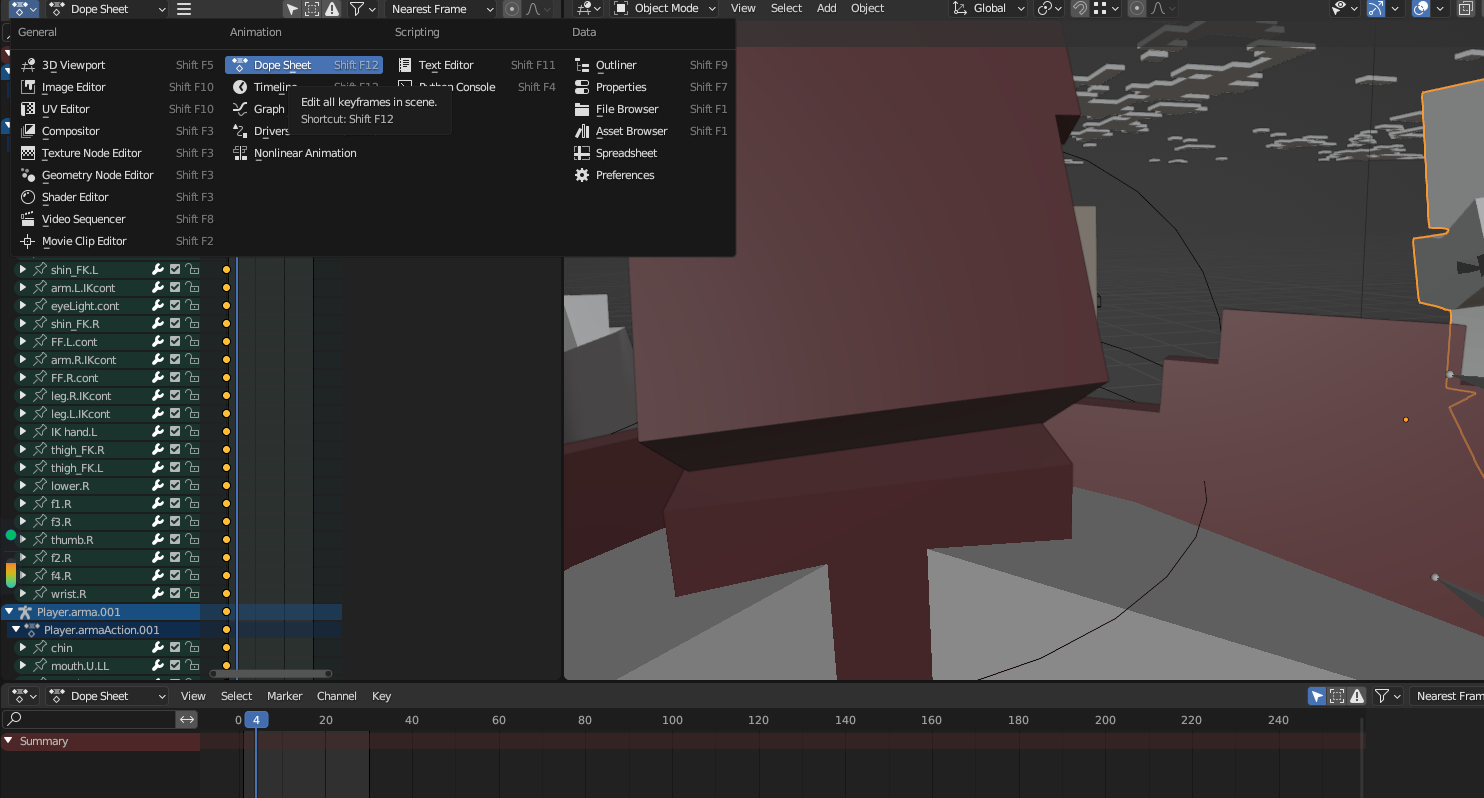 Dope Sheet
Nearest Frame
Object Mode
View
Select
Add
Object
Global
General
Animation
Scripting
Data
3D Viewport Shift F5
Image Editor Shift F10
UV Editor Shift F10
Compositor Shift F3
Texture Node Editor Shift F3
Geometry Node Editor Shift F3
Shader Editor Shift F3
Video Sequencer Shift F8
Movie Clip Editor Shift F2
Dope Sheet Shift F12
Timeline Shift F12
Graph
Drivers
Nonlinear Animation
Edit all keyframes in scene.
Shortcut: Shift F12
Text Editor Shift F11
Python Console Shift F4
Outliner Shift F9
Properties Shift F7
File Browser Shift F1
Asset Browser Shift F1
Spreadsheet
Preferences
shin_FK.L
arm.L.IKcont
eyeLight.cont
shin_FK.R
FF.L.cont
arm.R.IKcont
FF.R.cont
leg.R.IKcont
leg.L.IKcont
IK hand.L
thigh_FK.R
thigh_FK.L
lower.R
f1.R
f3.R
thumb.R
f2.R
f4.R
wrist.R
Player.arma.001
Player.armaAction.001
chin
mouth.U.LL
Dope Sheet
View
Select
Marker
Channel
Key
Nearest Fram
0 4 20 40 60 80 100 120 140 160 180 200 220 240
Summary